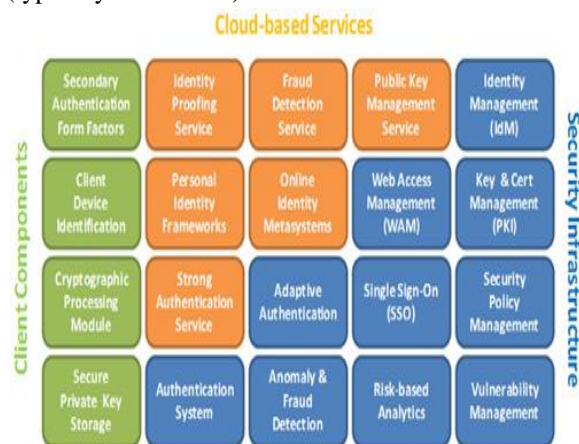 Cloud-based Services
Client Components
Security Infrastructure
Secondary
Authentication
Form Factors
Identity
Proofing
Service
Fraud
Detection
Service
Public Key
Management
Service
Identity
Management
(IdM)
Client
Device
Identification
Personal
Identity
Frameworks
Online
Identity
Metasystems
Web Access
Management
(WAM)
Key & Cert
Management
(PKI)
Cryptographic
Processing
Module
Strong
Authentication
Service
Adaptive
Authentication
Single Sign-On
(SSO)
Security
Policy
Management
Secure
Private Key
Storage
Authentication
System
Anomaly &
Fraud
Detection
Risk-based
Analytics
Vulnerability
Management